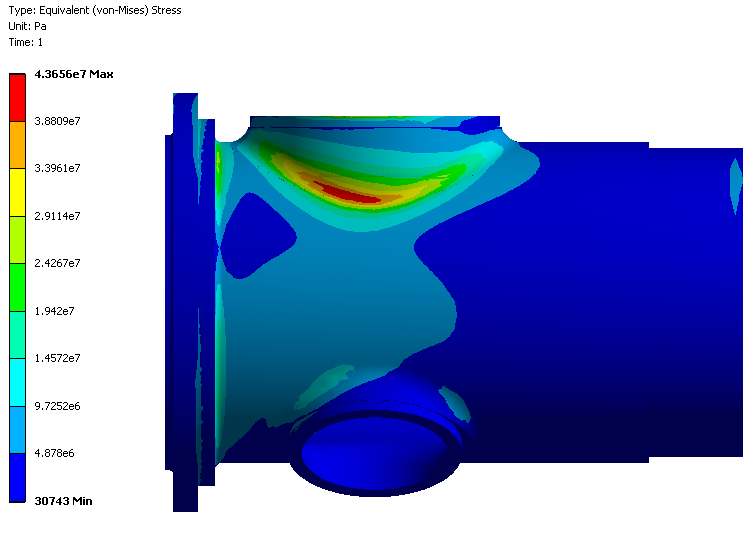 Type: Equivalent (von-Mises) Stress
Unit: Pa
Time: 1
4.3656e7 Max
3.8809e7
3.3961e7
2.9114e7
2.4267e7
1.942e7
1.4572e7
9.7252e6
4.878e6
30743 Min